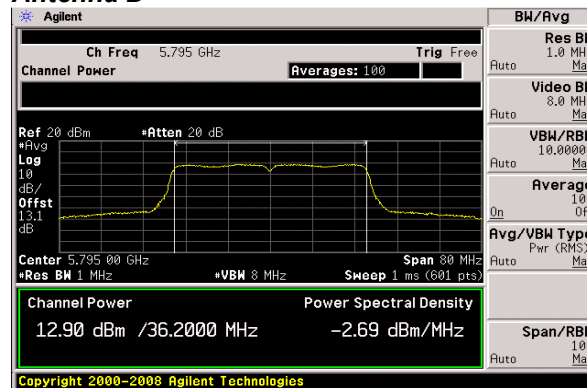 Antenna B
Agilent
BW/Avg
Ch Freq 5.795 GHz Trig Free
Channel Power Averages: 100
Ref 20 dBm #Atten 20 dB
#Avg
Log
10
dB/
Offst
13.1
dB
Center 5.795 00 GHz Span 80 MHz
#Res BW 1 MHz #VBW 8 MHz Sweep 1 ms (601 pts)
Channel Power Power Spectral Density
12.90 dBm /36.2000 MHz -2.69 dBm/MHz
Copyright 2000-2008 Agilent Technologies
Res B
1.0 MH
Auto Ma
Video B
8.0 MH
Auto Ma
VBW/RB
10.0000
Auto Ma
Average
10
On Of
Avg/VBW Type
Pwr (RMS)
Auto Ma
Span/RB
10
Auto Ma